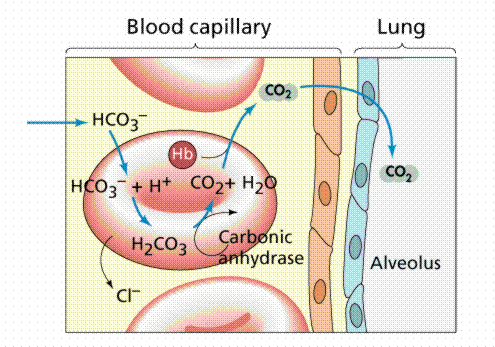 Blood capillary
Lung
CO₂
HCO₃⁻
Hb
CO₂
HCO₃⁻ + H⁺
CO₂+ H₂O
H₂CO₃
Carbonic
anhydrase
Alveolus
Cl⁻